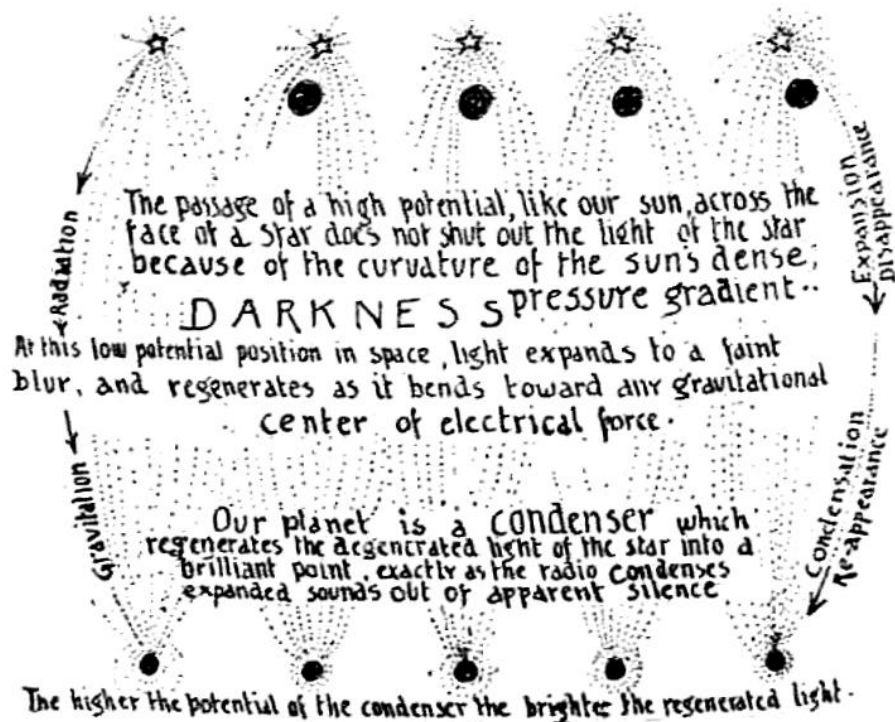 The passage of a high potential, like our sun, across the
face of a star does not shut out the light of the star
because of the curvature of the sun's dense,
DARKNESS pressure gradient..
At this low potential position in space, light expands to a faint
blur, and regenerates as it bends toward any gravitational
center of electrical force.
Our planet is a condenser which
regenerates the degenerated light of the star into a
brilliant point, exactly as the radio condenses
expanded sounds out of apparent silence
The higher the potential of the condenser the brighter the regenerated light.
Radiation
Gravitation
Expansion
Disappearance
Condensation
Re-appearance